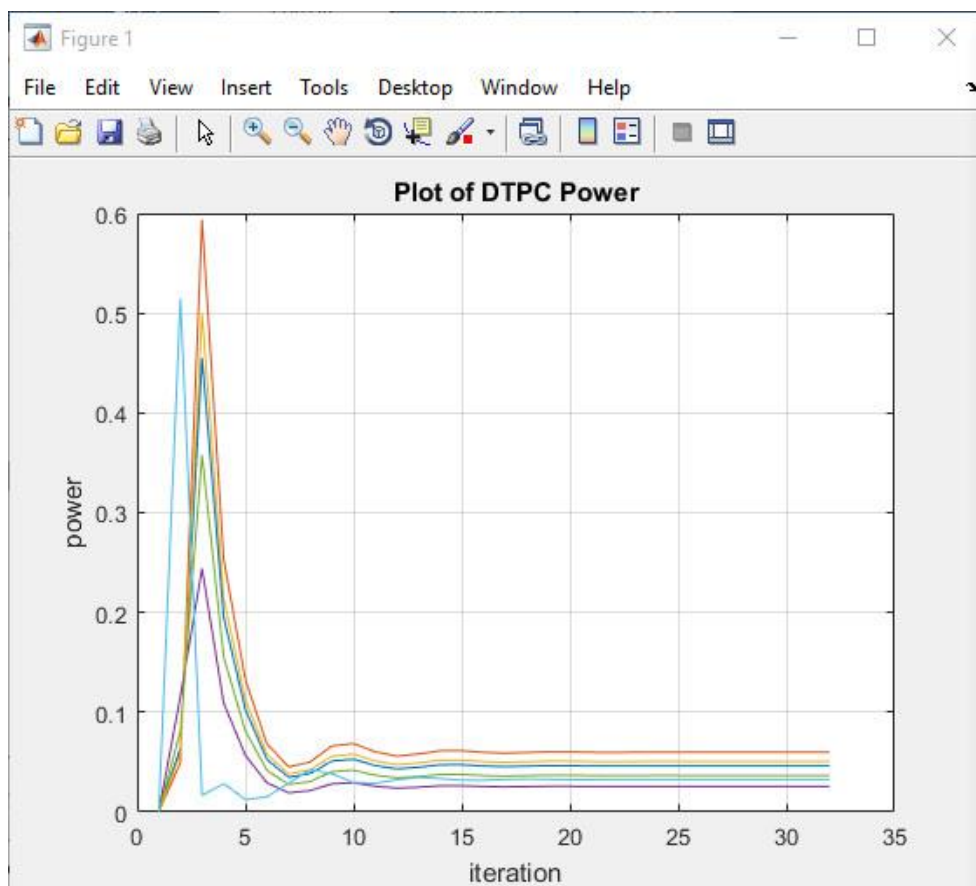 Figure 1
File Edit View Insert Tools Desktop Window Help
Plot of DTPC Power
0.6
0.5
0.4
0.3
0.2
0.1
0
power
0 5 10 15 20 25 30 35
iteration